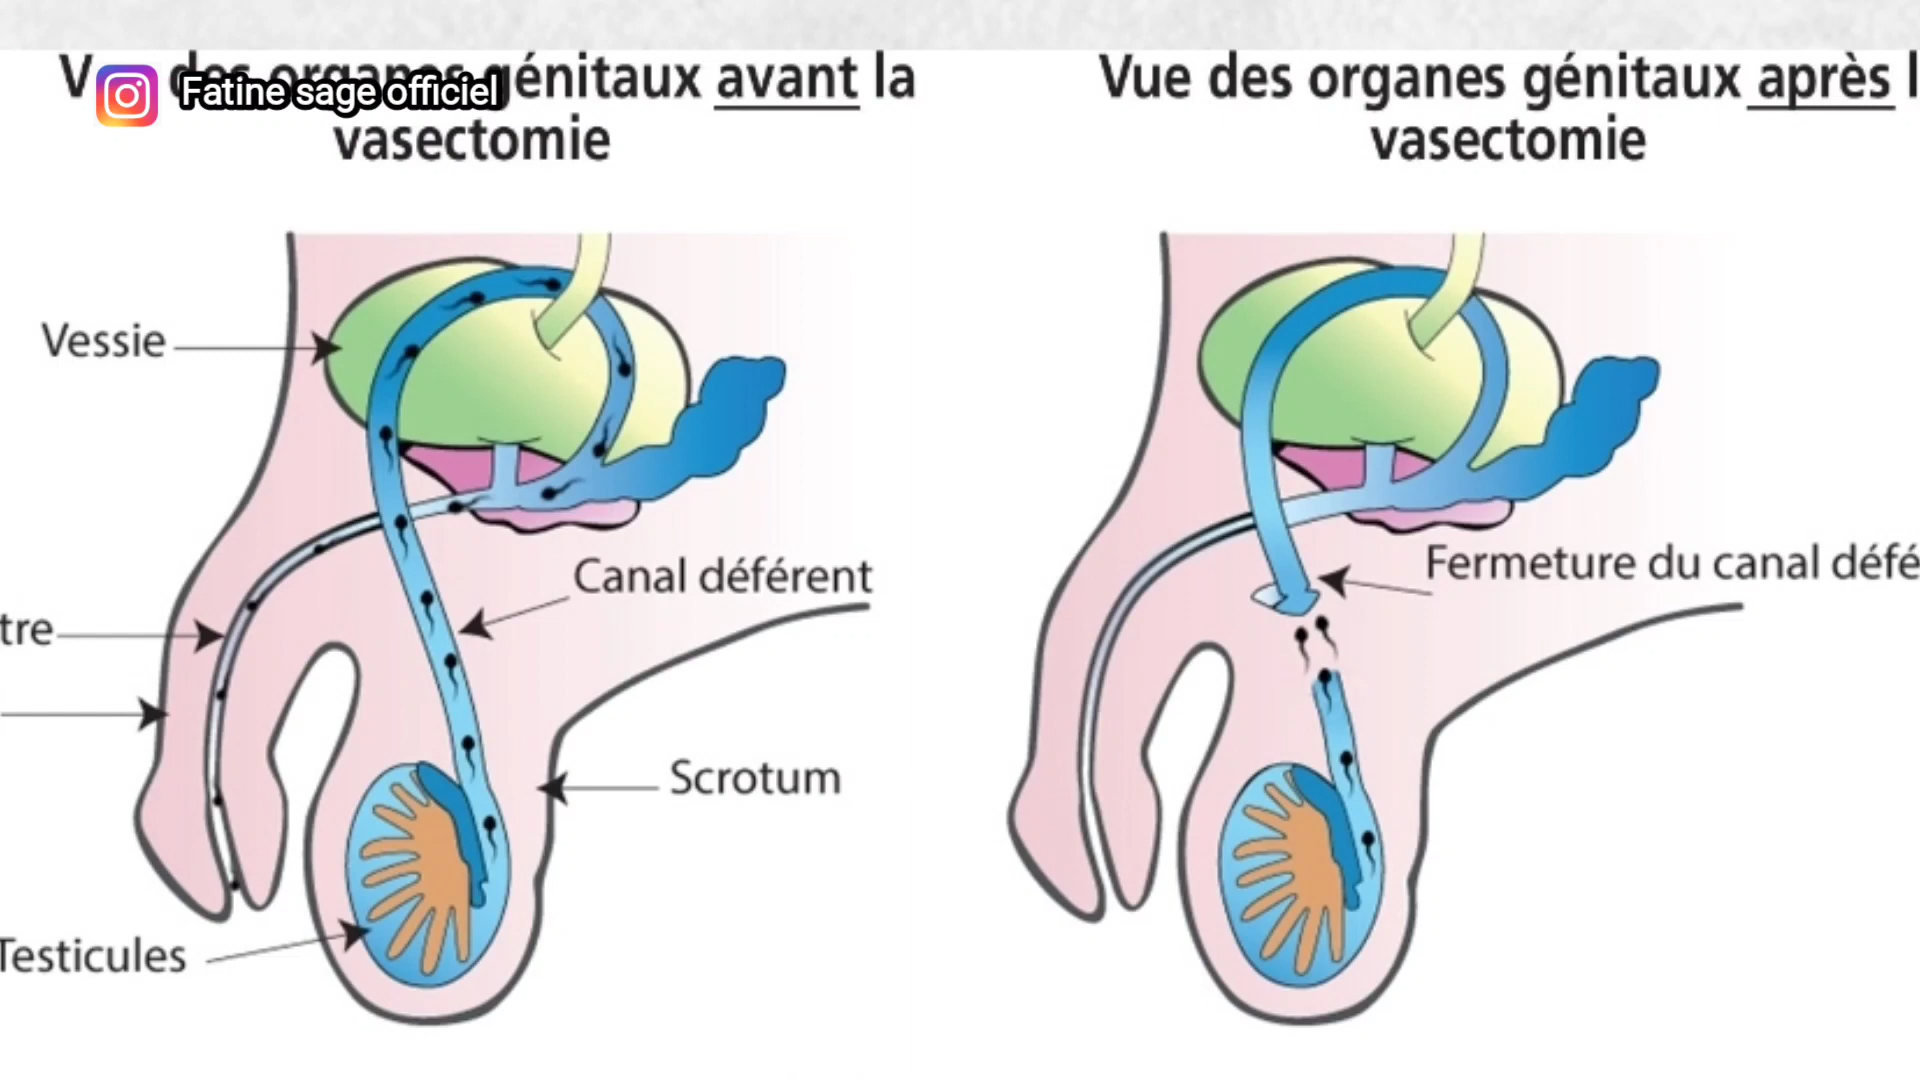 Fatine sage officiel
génitaux avant la
vasectomie
Vue des organes génitaux après l
vasectomie
Vessie
Canal déférent
tre
Scrotum
Testicules
Fermeture du canal défé